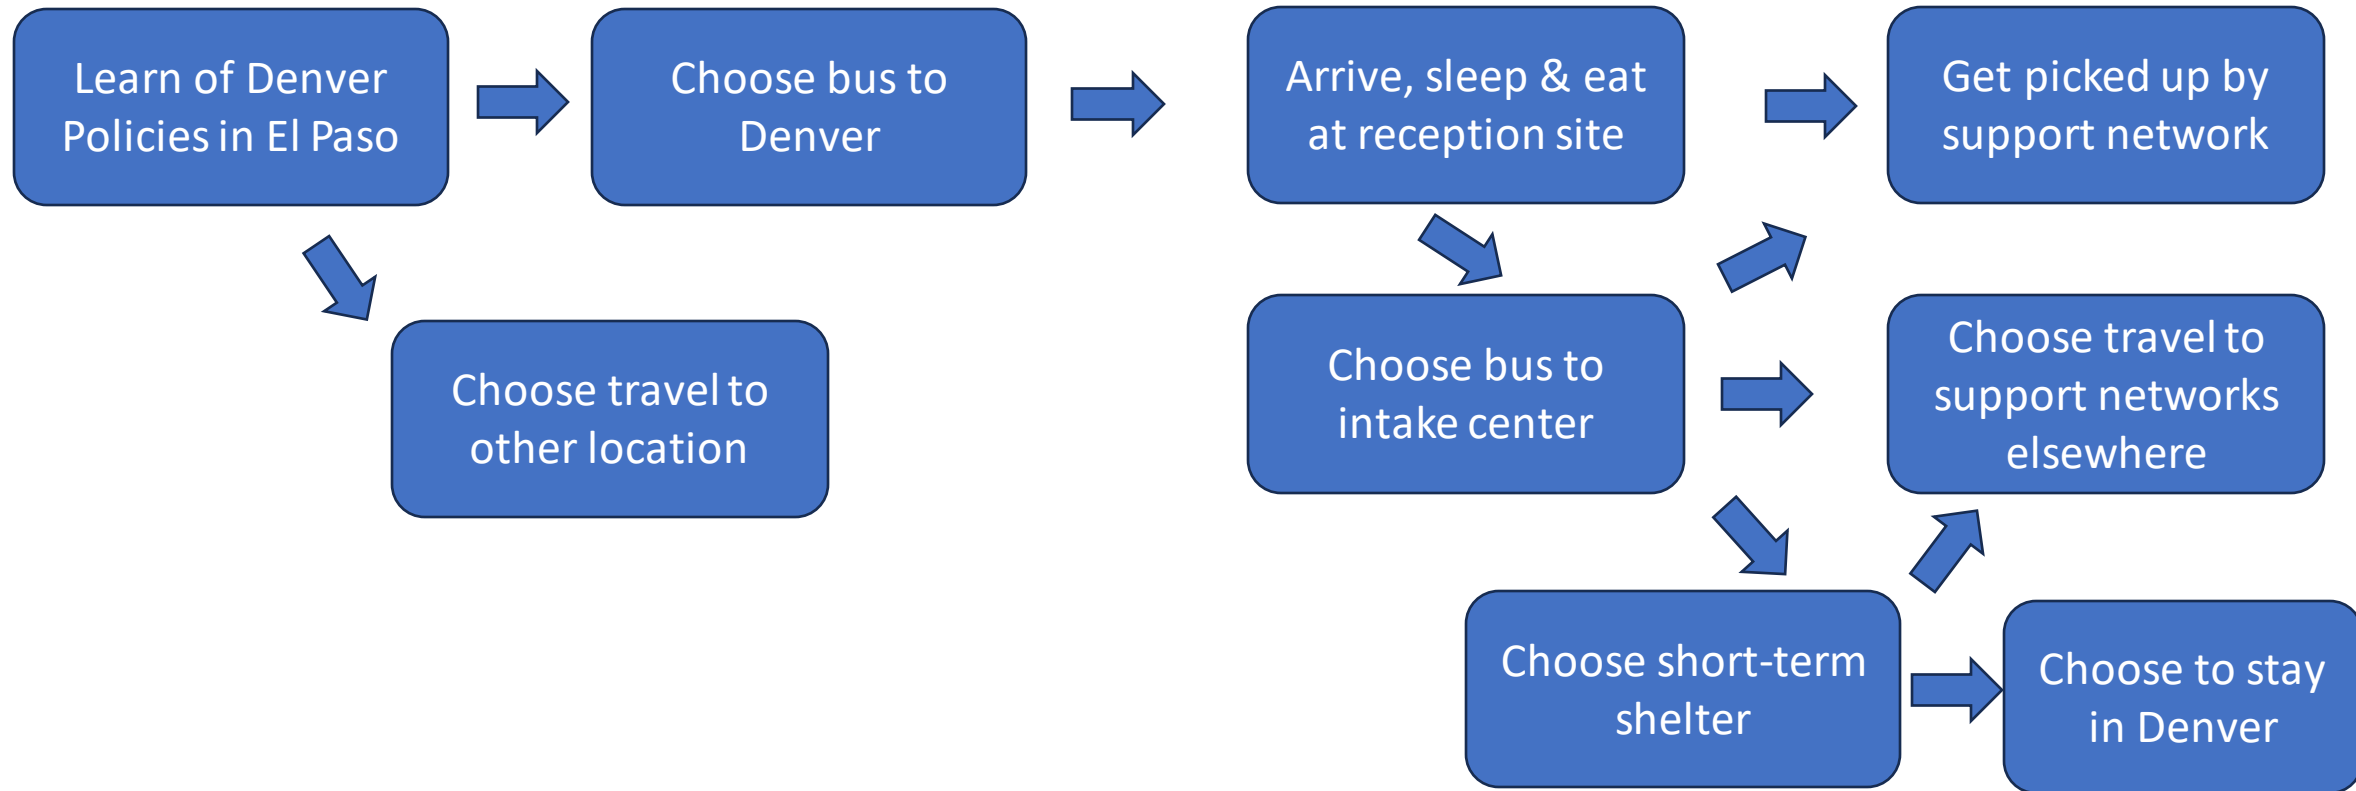 Learn of Denver
Policies in El Paso
Choose bus to
Denver
Arrive, sleep & eat
at reception site
Get picked up by
support network
Choose travel to
other location
Choose bus to
intake center
Choose travel to
support networks
elsewhere
Choose short-term
shelter
Choose to stay
in Denver